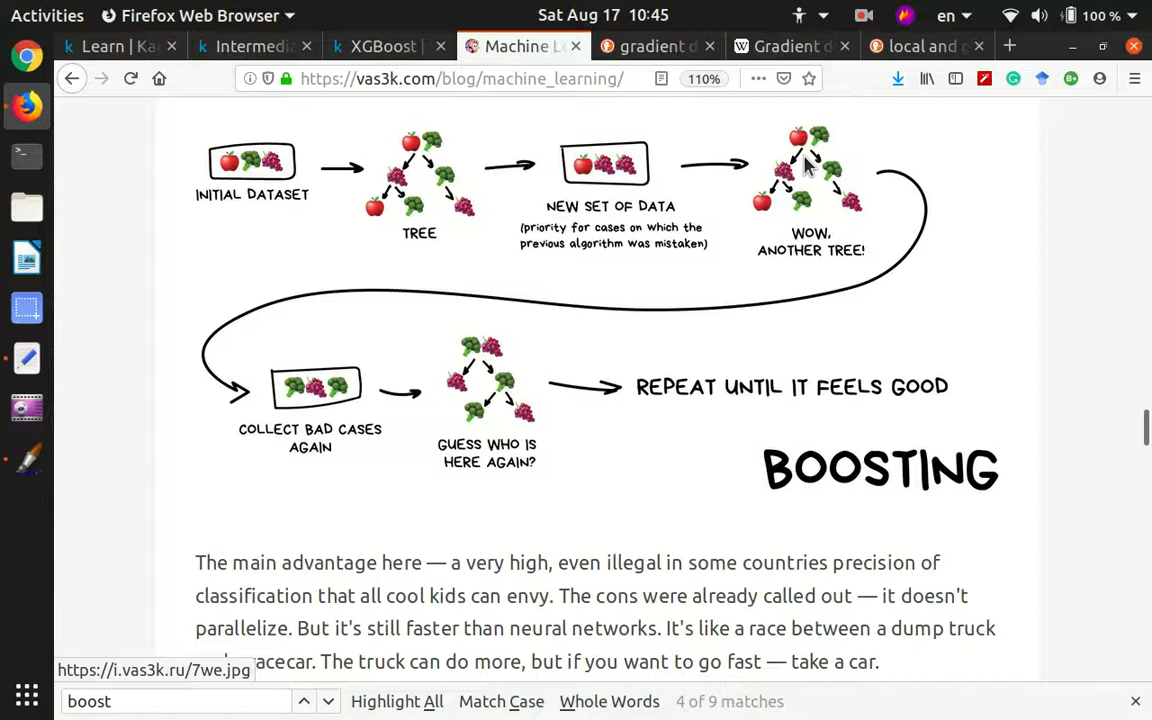 Activities
Firefox Web Browser
Sat Aug 17 10:45
en
100 %
Learn | Ka
Intermedia
XGBoost |
Machine Le
gradient d
Gradient d
local and g
https://vas3k.com/blog/machine_learning/
110%
INITIAL DATASET
TREE
NEW SET OF DATA
(priority for cases on which the
previous algorithm was mistaken)
WOW,
ANOTHER TREE!
COLLECT BAD CASES
AGAIN
GUESS WHO IS
HERE AGAIN?
REPEAT UNTIL IT FEELS GOOD
BOOSTING
The main advantage here — a very high, even illegal in some countries precision of
classification that all cool kids can envy. The cons were already called out — it doesn't
parallelize. But it's still faster than neural networks. It's like a race between a dump truck
racecar. The truck can do more, but if you want to go fast — take a car.
https://i.vas3k.ru/7we.jpg
boost
Highlight All
Match Case
Whole Words
4 of 9 matches